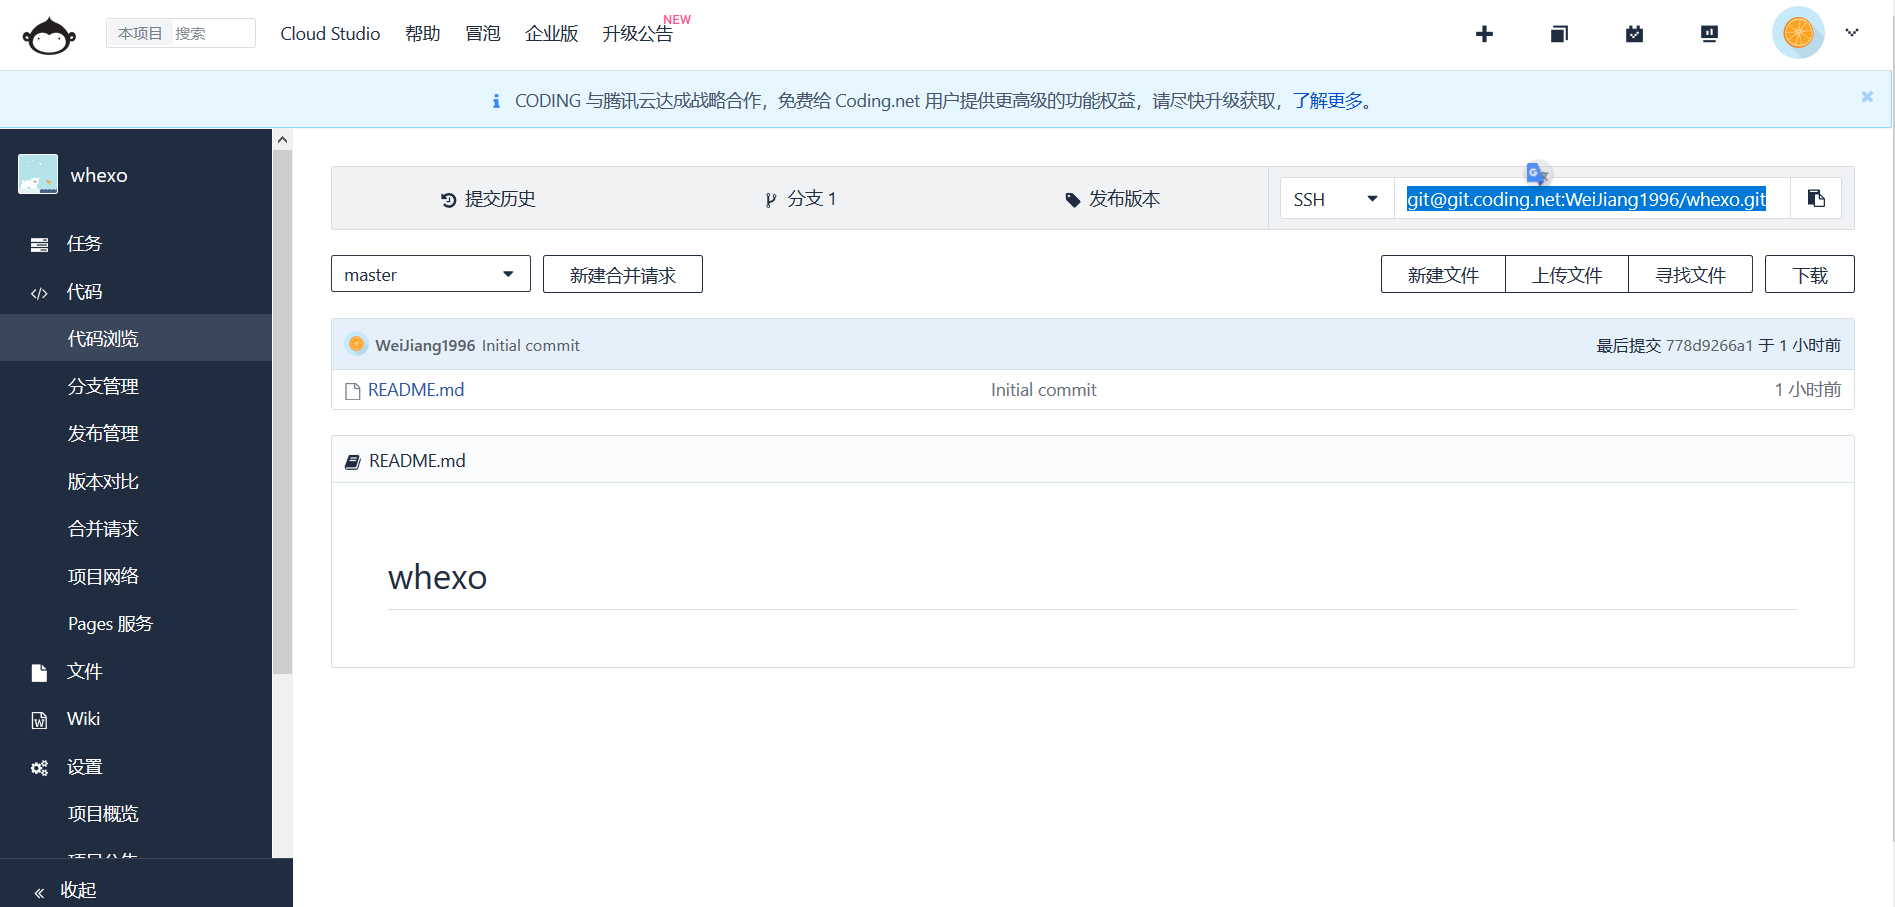 本项目 搜索 Cloud Studio 帮助 冒泡 企业版 升级公告 NEW
CODING 与腾讯云达成战略合作，免费给 Coding.net 用户提供更高级的功能权益，请尽快升级获取，了解更多。
whexo
任务
代码
代码浏览
分支管理
发布管理
版本对比
合并请求
项目网络
Pages 服务
文件
Wiki
设置
项目概览
项目公告
收起
提交历史 分支 1 发布版本 SSH git@git.coding.net:WeiJiang1996/whexo.git
master 新建合并请求 新建文件 上传文件 寻找文件 下载
WeiJiang1996 Initial commit 最后提交 778d9266a1 于 1 小时前
README.md Initial commit 1 小时前
README.md
whexo